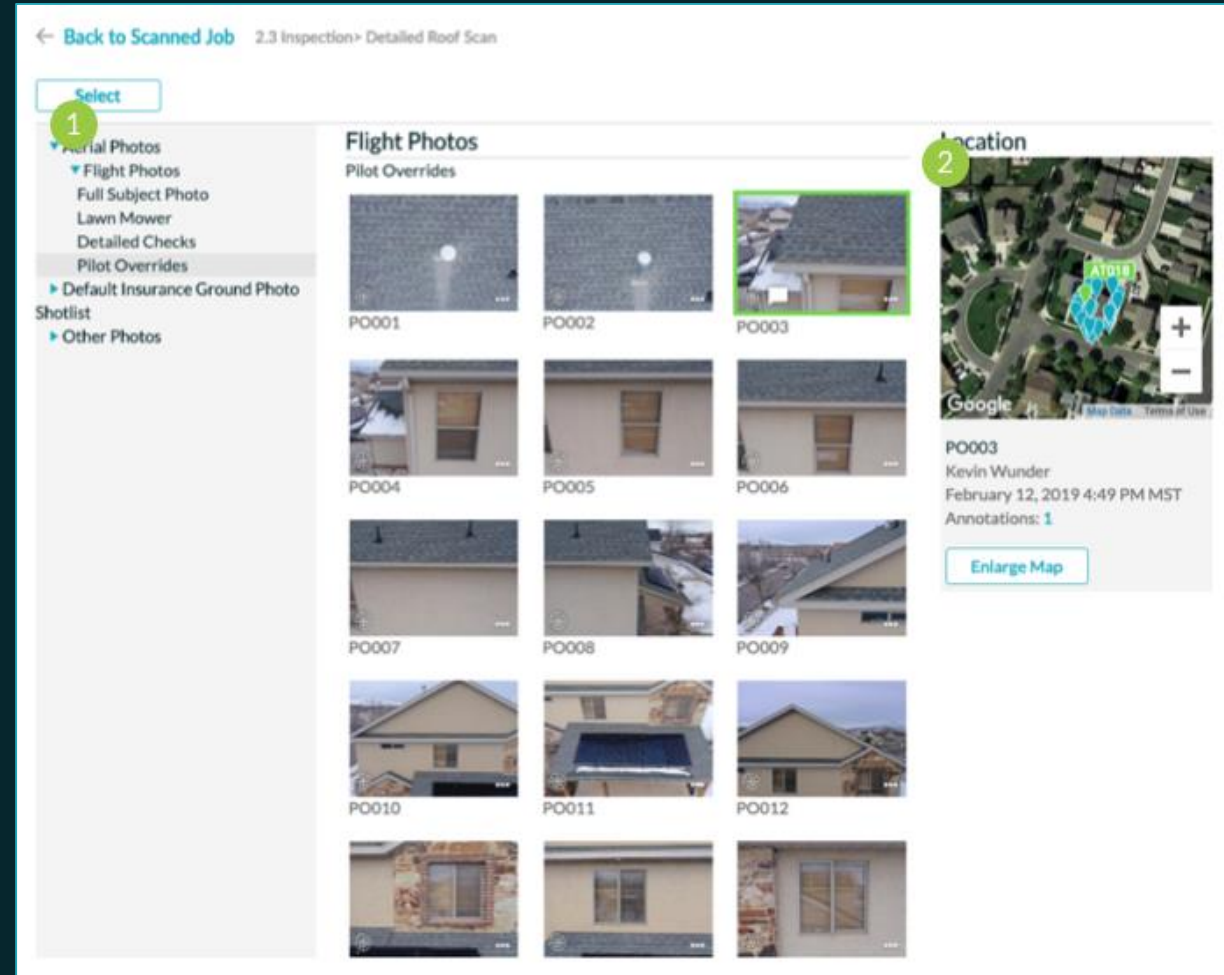 ← Back to Scanned Job 2.3 Inspection> Detailed Roof Scan
Select
1
Aerial Photos
Flight Photos
Full Subject Photo
Lawn Mower
Detailed Checks
Pilot Overrides
Default Insurance Ground Photo
Shotlist
Other Photos
Flight Photos
Pilot Overrides
PO001 PO002 PO003
PO004 PO005 PO006
PO007 PO008 PO009
PO010 PO011 PO012
Location
2
AT018
+
−
Google Map Data Terms of Use
PO003
Kevin Wunder
February 12, 2019 4:49 PM MST
Annotations: 1
Enlarge Map